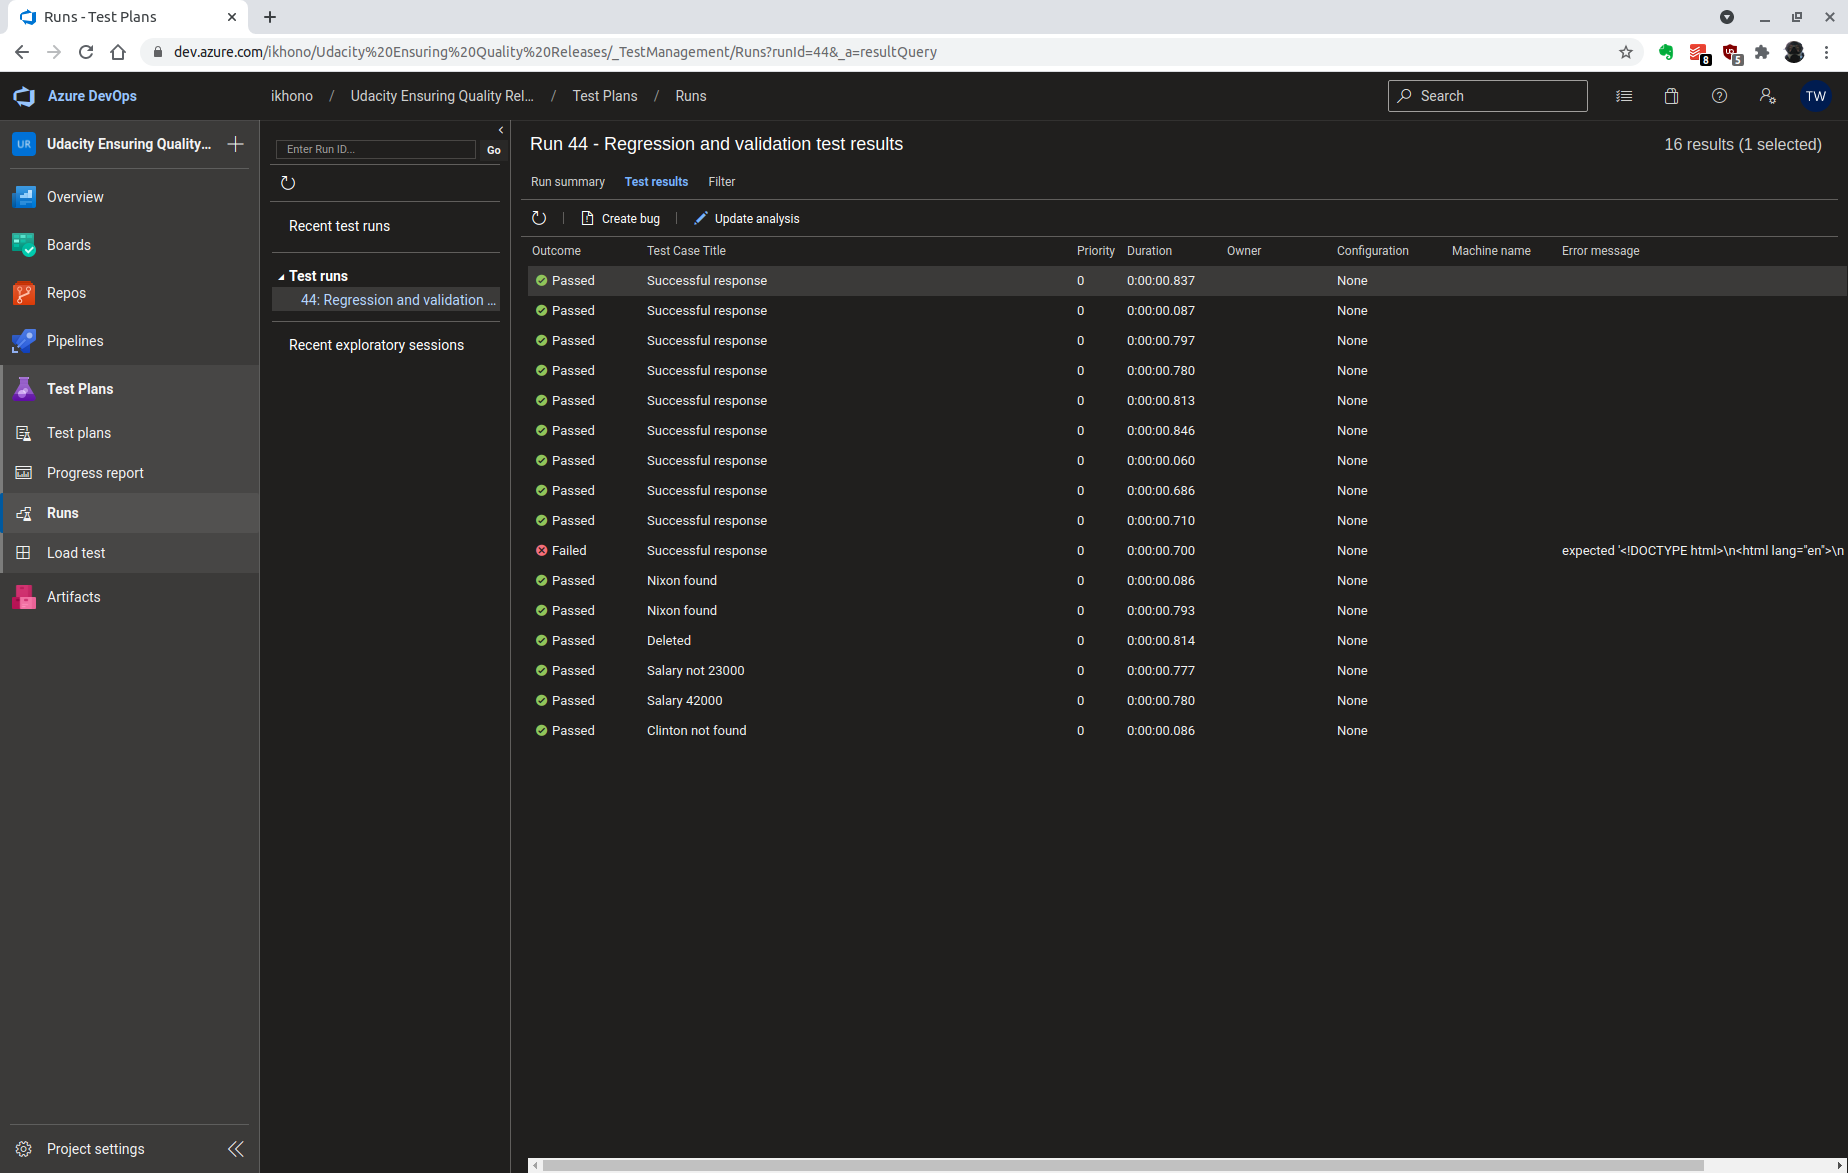 Runs - Test Plans
dev.azure.com/ikhono/Udacity%20Ensuring%20Quality%20Releases/_TestManagement/Runs?runId=44&_a=resultQuery
8
5
Azure DevOps
ikhono / Udacity Ensuring Quality Rel... / Test Plans / Runs
Search
TW
UR
Udacity Ensuring Quality...
Overview
Boards
Repos
Pipelines
Test Plans
Test plans
Progress report
Runs
Load test
Artifacts
Project settings
Enter Run ID...
Go
Recent test runs
Test runs
44: Regression and validation ...
Recent exploratory sessions
Run 44 - Regression and validation test results
16 results (1 selected)
Run summary Test results Filter
Create bug Update analysis
Outcome Test Case Title Priority Duration Owner Configuration Machine name Error message
Passed Successful response 0 0:00:00.837 None
Passed Successful response 0 0:00:00.087 None
Passed Successful response 0 0:00:00.797 None
Passed Successful response 0 0:00:00.780 None
Passed Successful response 0 0:00:00.813 None
Passed Successful response 0 0:00:00.846 None
Passed Successful response 0 0:00:00.060 None
Passed Successful response 0 0:00:00.686 None
Passed Successful response 0 0:00:00.710 None
Failed Successful response 0 0:00:00.700 None expected '<!DOCTYPE html>\n<html lang="en">\n
Passed Nixon found 0 0:00:00.086 None
Passed Nixon found 0 0:00:00.793 None
Passed Deleted 0 0:00:00.814 None
Passed Salary not 23000 0 0:00:00.777 None
Passed Salary 42000 0 0:00:00.780 None
Passed Clinton not found 0 0:00:00.086 None